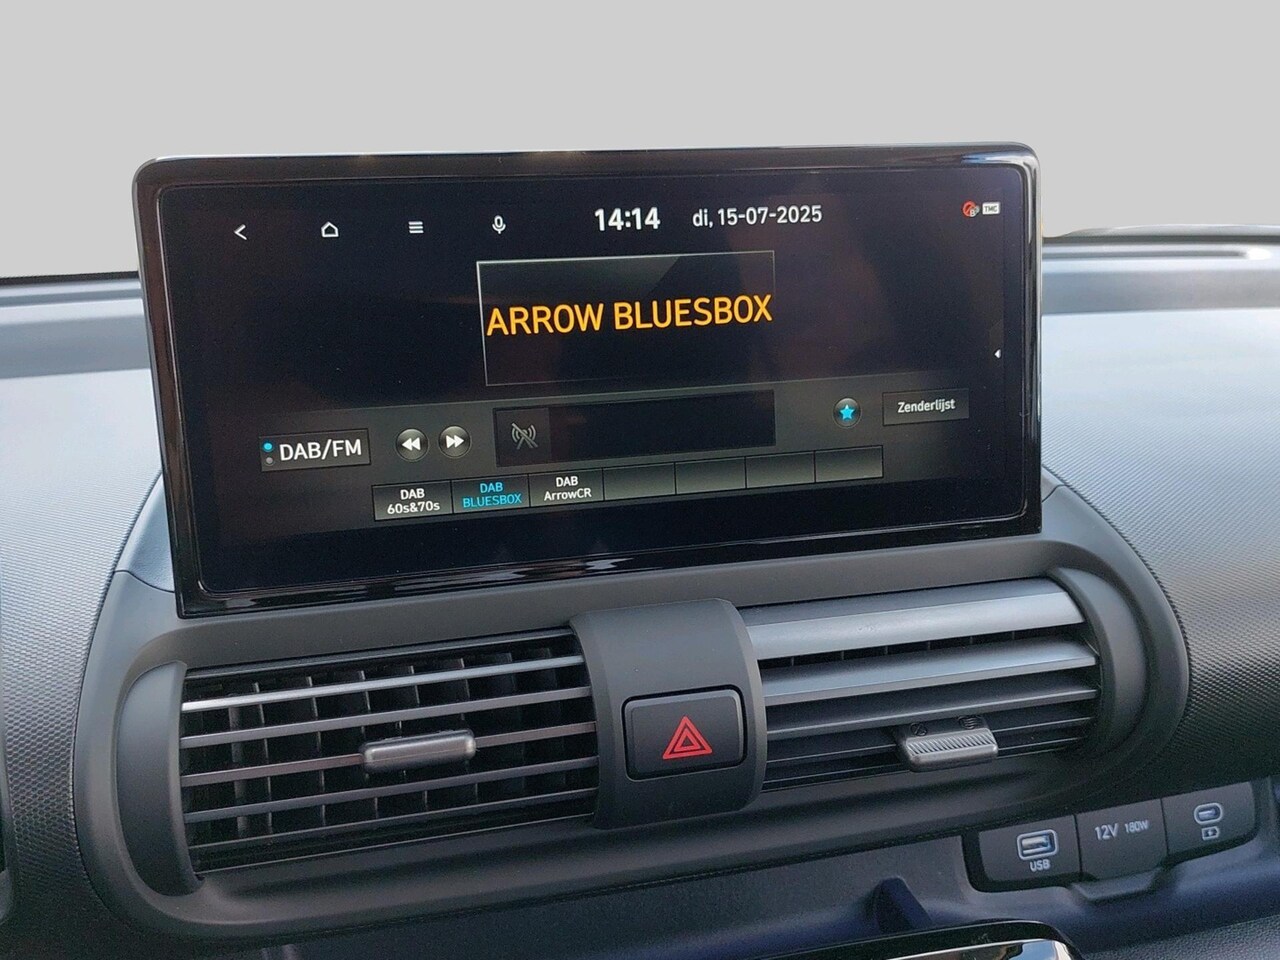 14:14 di, 15-07-2025 TMC
ARROW BLUESBOX
DAB/FM
Zenderlijst
DAB
60s&70s
DAB
BLUESBOX
DAB
ArrowCR
USB
12V 180W